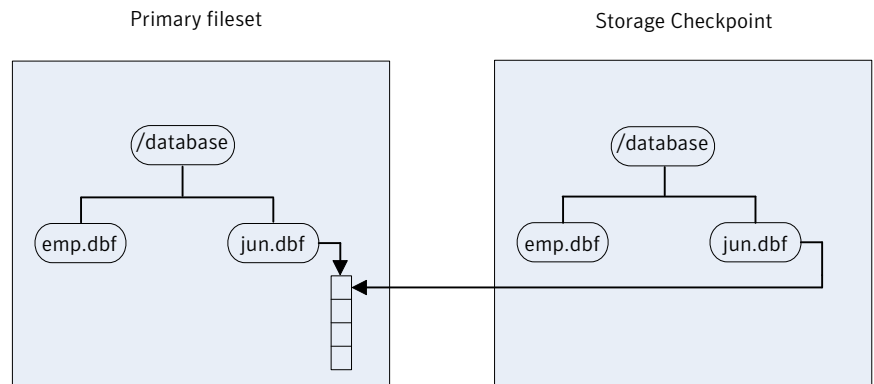 Primary fileset
Storage Checkpoint
/database
emp.dbf
jun.dbf
/database
emp.dbf
jun.dbf